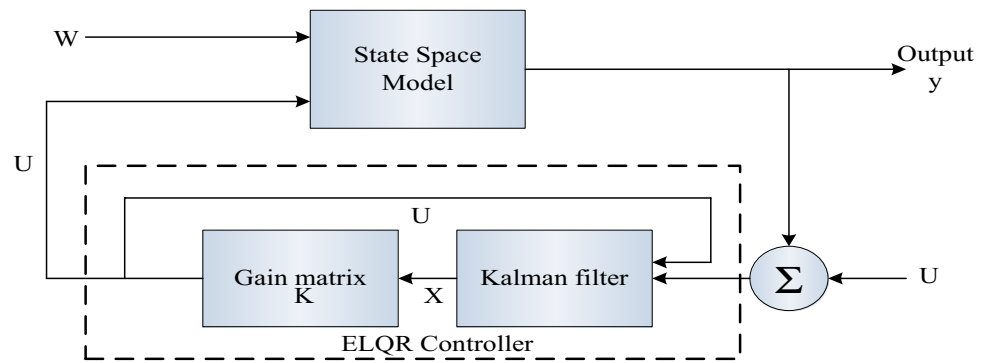 W
State Space
Model
Output
y
U
U
Gain matrix
K
X
Kalman filter
Σ
U
ELQR Controller